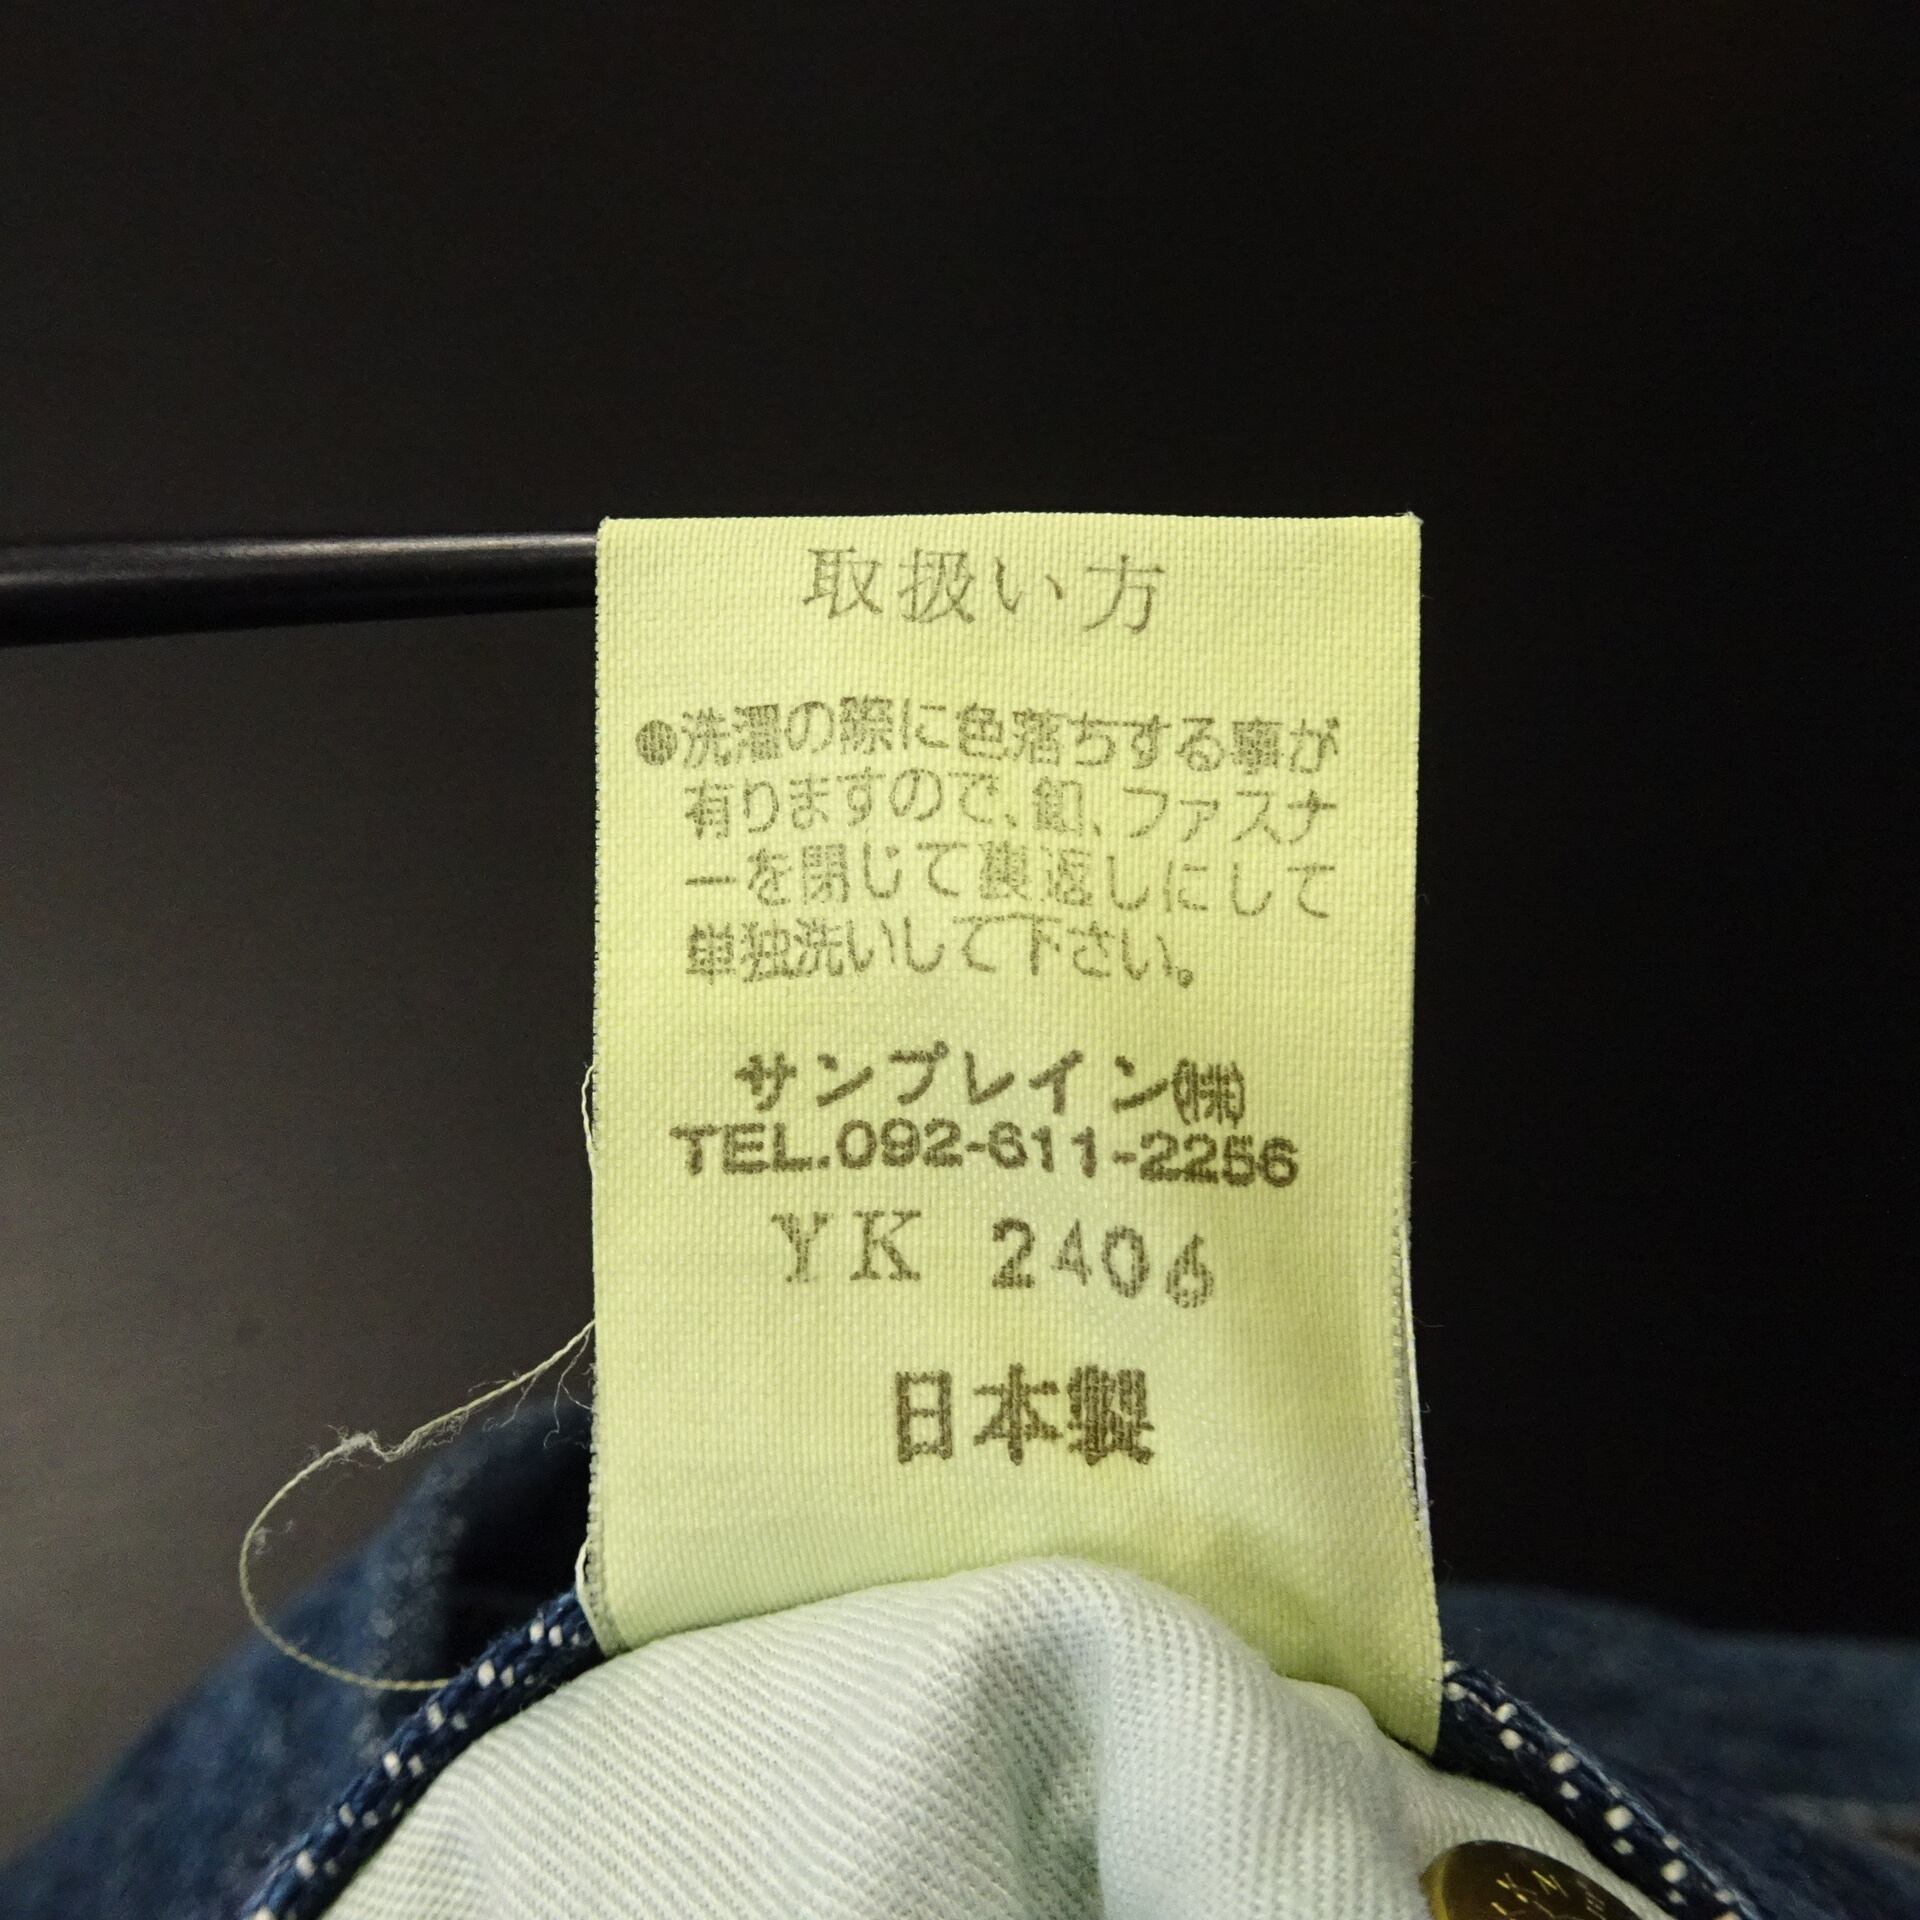 取扱い方
●洗濯の際に色落ちする事が
有りますので、釦、ファスナ
ーを閉じて裏返しにして
単独洗いして下さい。
サンプレイン㈱
TEL.092-611-2256
YK 2406
日本製